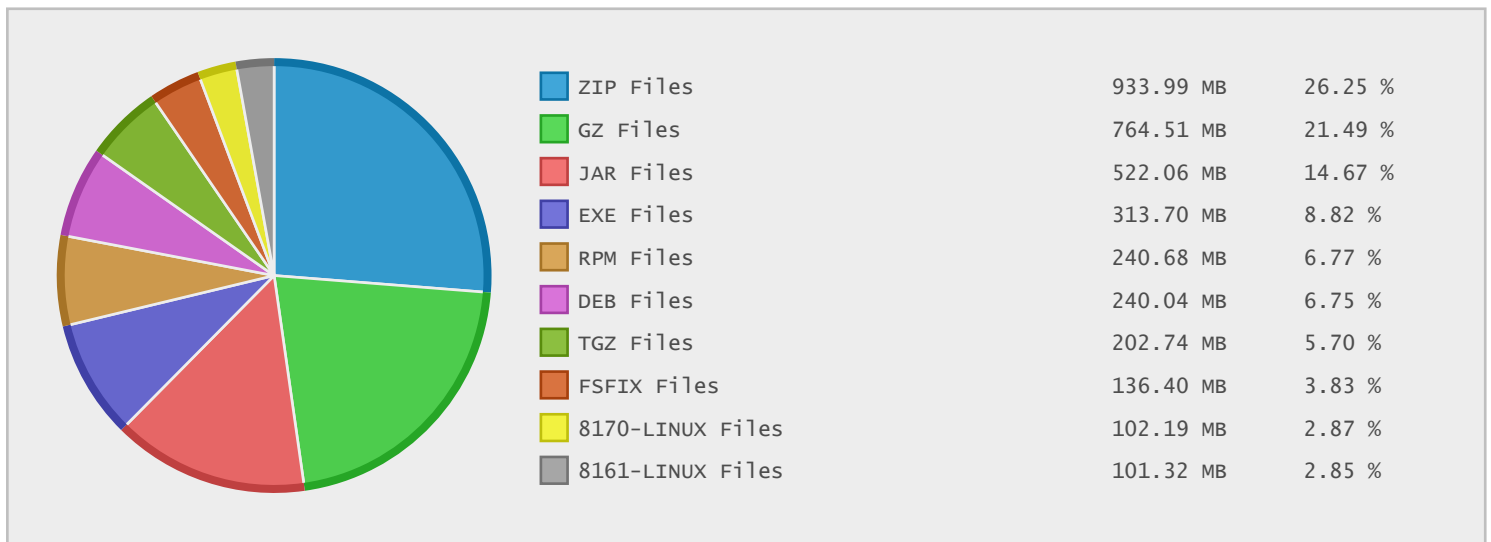 ZIP Files 933.99 MB 26.25 %
GZ Files 764.51 MB 21.49 %
JAR Files 522.06 MB 14.67 %
EXE Files 313.70 MB 8.82 %
RPM Files 240.68 MB 6.77 %
DEB Files 240.04 MB 6.75 %
TGZ Files 202.74 MB 5.70 %
FSFIX Files 136.40 MB 3.83 %
8170-LINUX Files 102.19 MB 2.87 %
8161-LINUX Files 101.32 MB 2.85 %